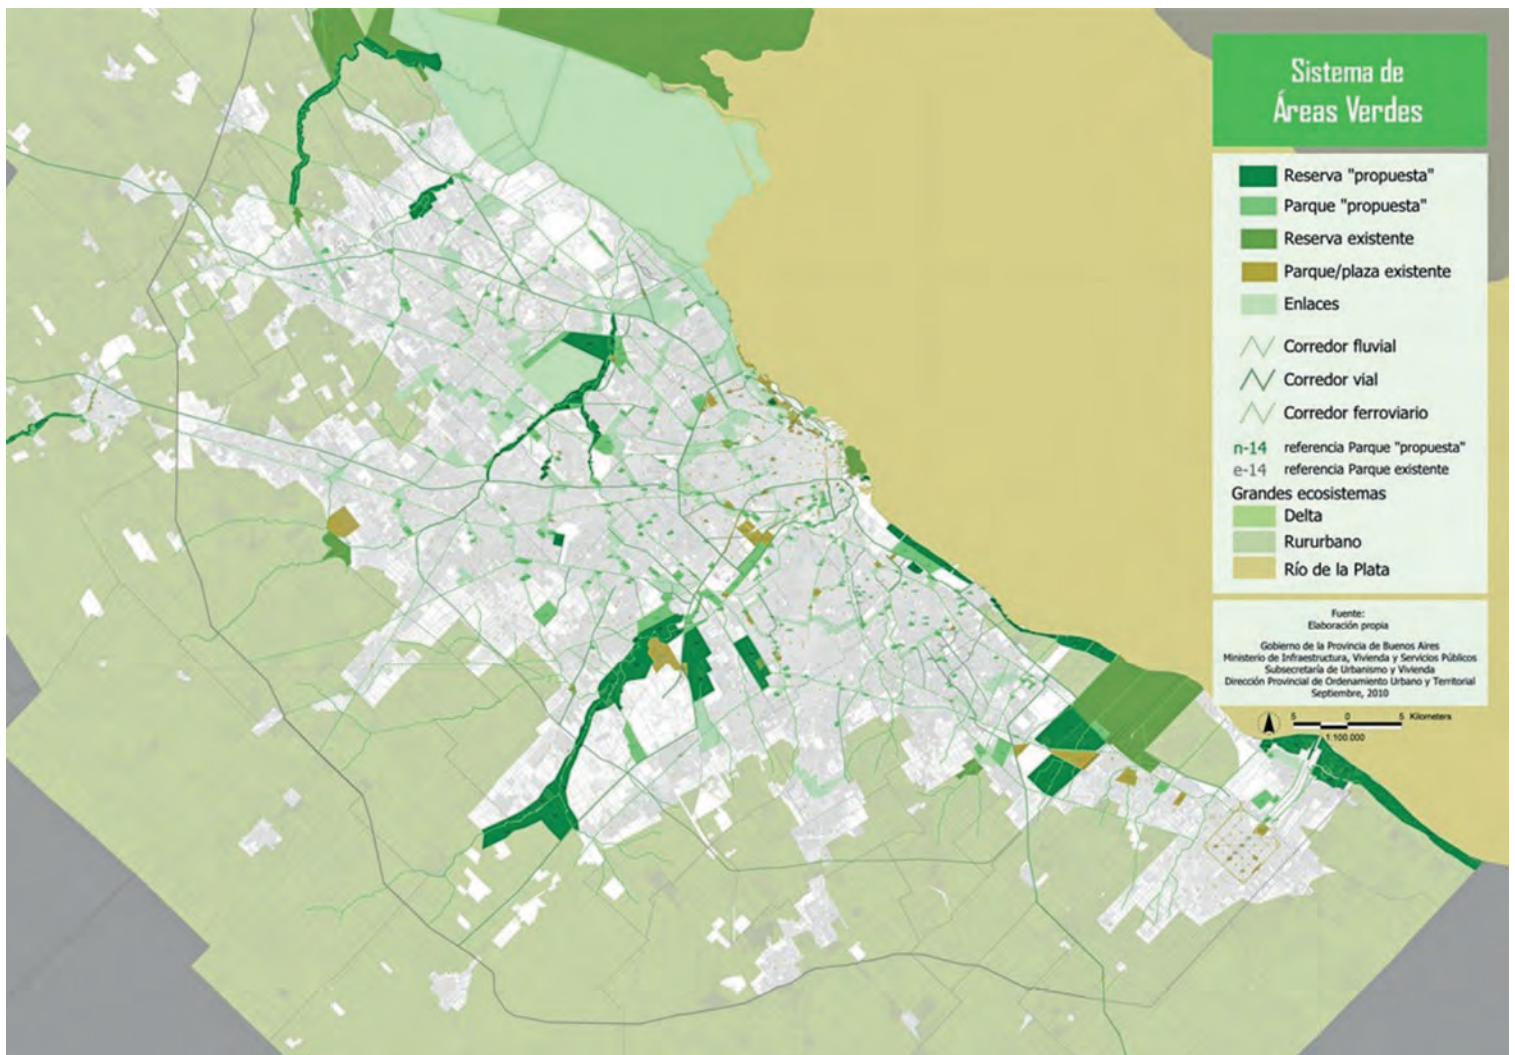 Sistema de
Áreas Verdes
Reserva "propuesta"
Parque "propuesta"
Reserva existente
Parque/plaza existente
Enlaces
Corredor fluvial
Corredor vial
Corredor ferroviario
n-14 referencia Parque "propuesta"
e-14 referencia Parque existente
Grandes ecosistemas
Delta
Rururbano
Río de la Plata
Fuente:
Elaboración propia
Gobierno de la Provincia de Buenos Aires
Ministerio de Infraestructura, Vivienda y Servicios Públicos
Subsecretaría de Urbanismo y Vivienda
Dirección Provincial de Ordenamiento Urbano y Territorial
Septiembre, 2010
5 0 5 Kilometers
1:100.000